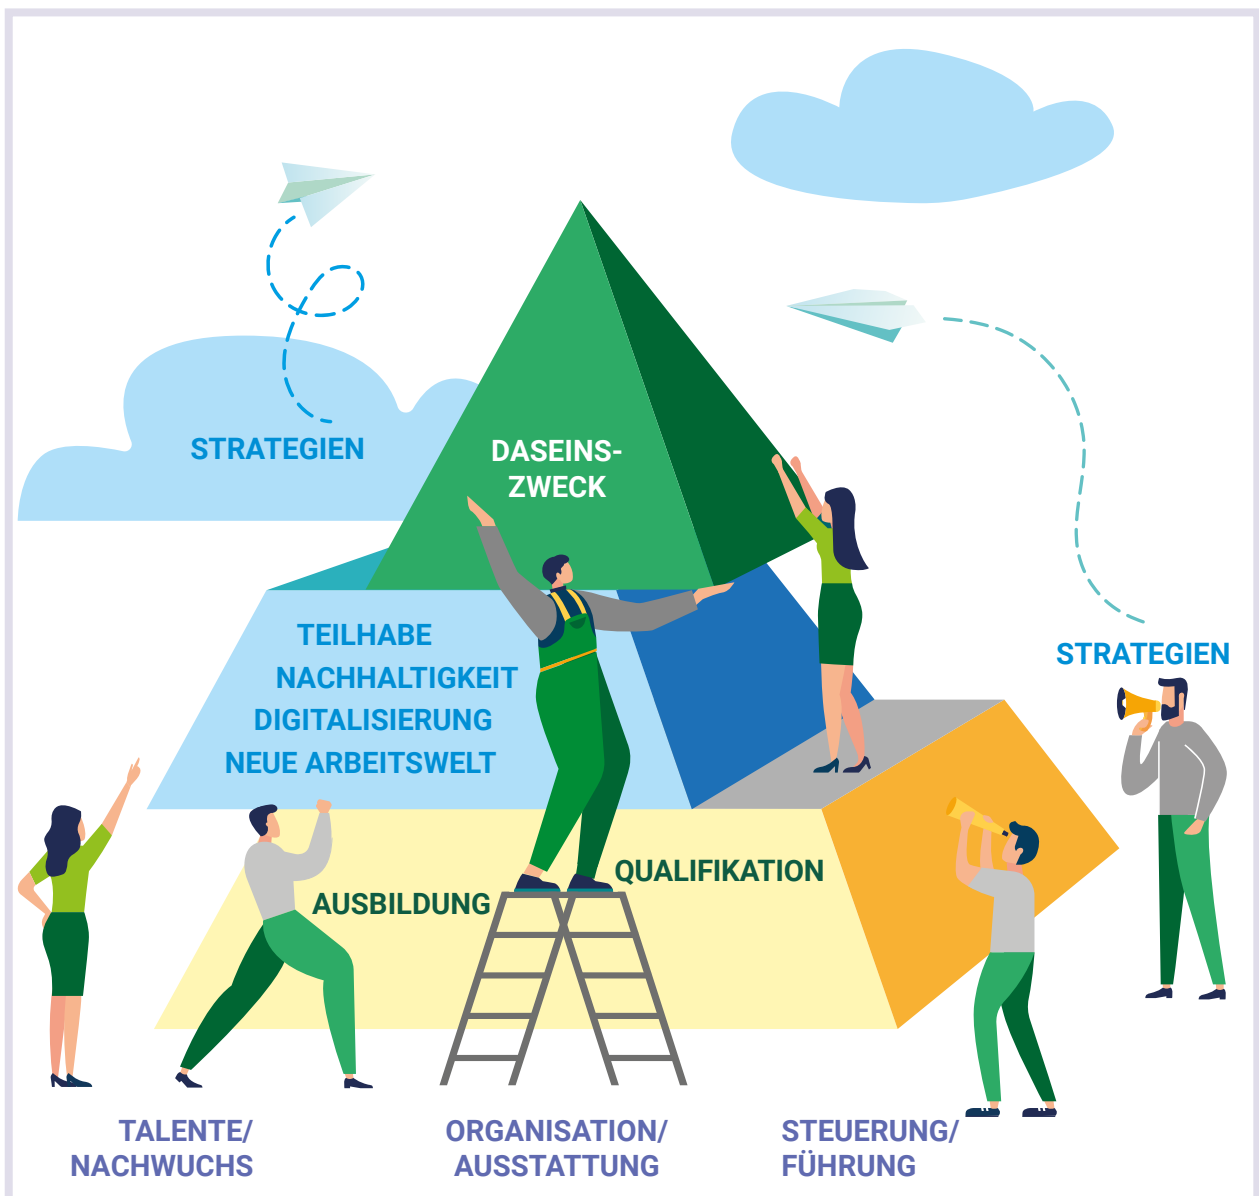 STRATEGIEN
DASEINS-
ZWECK
TEILHABE
NACHHALTIGKEIT
DIGITALISIERUNG
NEUE ARBEITSWELT
STRATEGIEN
QUALIFIKATION
AUSBILDUNG
TALENTE/
NACHWUCHS
ORGANISATION/
AUSSTATTUNG
STEUERUNG/
FÜHRUNG